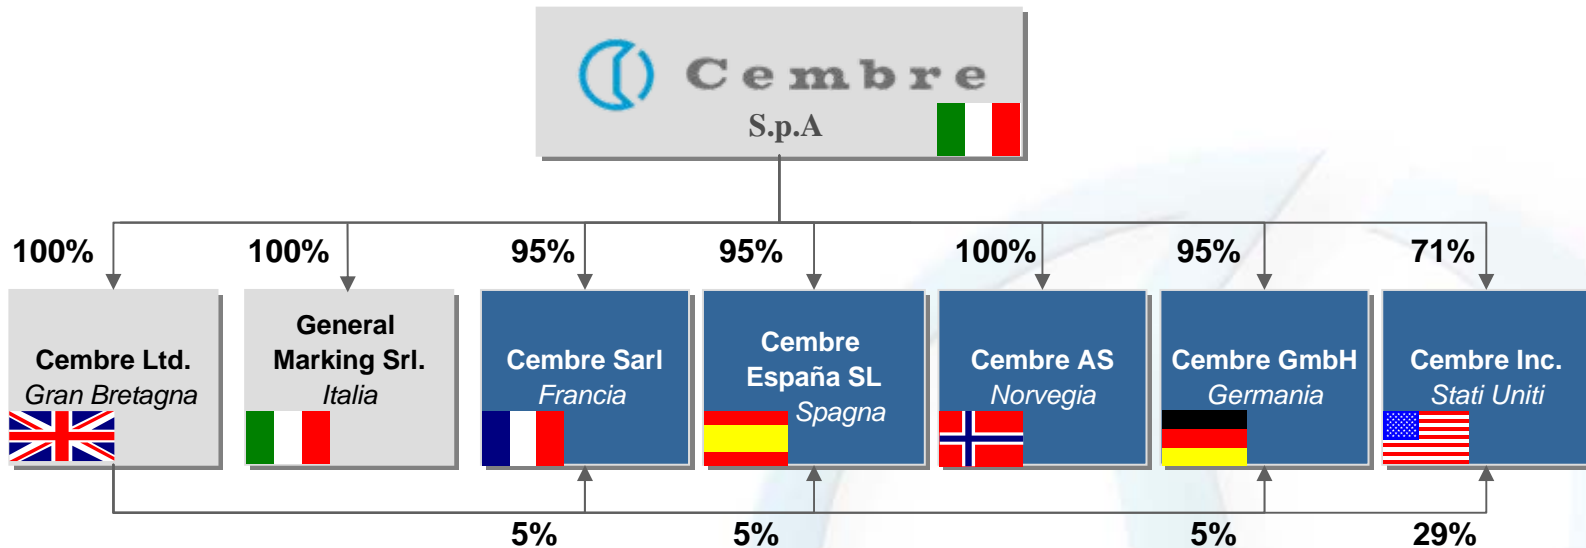 Cembre
S.p.A
100%
100%
95%
95%
100%
95%
71%
Cembre Ltd.
Gran Bretagna
General
Marking Srl.
Italia
Cembre Sarl
Francia
Cembre
España SL
Spagna
Cembre AS
Norvegia
Cembre GmbH
Germania
Cembre Inc.
Stati Uniti
5%
5%
5%
29%